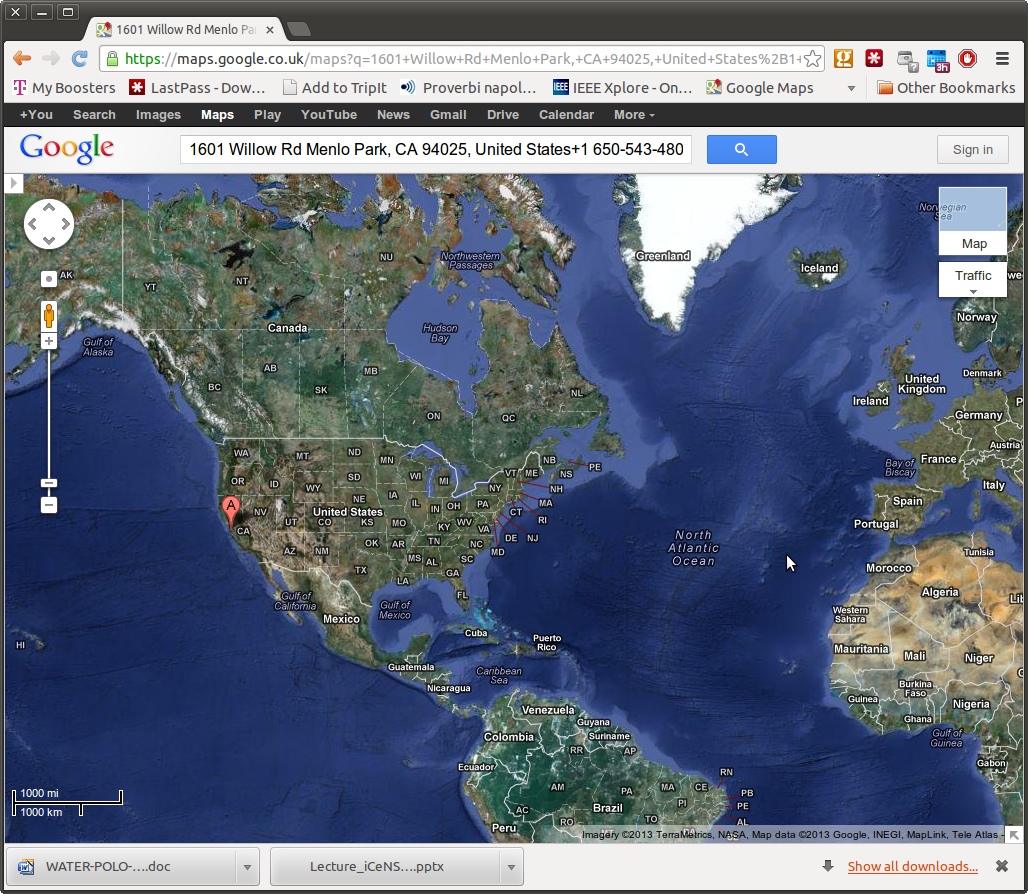 1601 Willow Rd Menlo Pa
https://maps.google.co.uk/maps?q=1601+Willow+Rd+Menlo+Park,+CA+94025,+United+States%2B1+
3h
My Boosters
LastPass - Dow...
Add to TripIt
Proverbi napol...
IEEE
IEEE Xplore - On...
Google Maps
Other Bookmarks
+You Search Images Maps Play YouTube News Gmail Drive Calendar More
Google
1601 Willow Rd Menlo Park, CA 94025, United States+1 650-543-480
Sign in
Norwegian
Sea
Map
Traffic
Greenland
Iceland
Norway
NU
Northwestern
Passages
AK
YT
NT
Canada
Hudson
Bay
Gulf of
Alaska
AB
MB
BC
SK
ON
QC
NL
United
Kingdom
Denmark
Ireland
Germany
Austria
France
Bay of
Biscay
Italy
Spain
Portugal
NB
PE
NS
WA
MT
ND
MN
VT
ME
OR
ID
SD
WI
MI
NY
NH
WY
NE
IA
IL
IN
OH
PA
MA
A
NV
United States
CT
RI
UT
CO
KS
MO
KY
WV
VA
CA
DE
NJ
MD
AZ
NM
OK
AR
TN
NC
TX
MS
AL
SC
GA
LA
FL
North
Atlantic
Ocean
Tunisia
Morocco
Algeria
Gulf of
California
Gulf of
Mexico
Mexico
Western
Sahara
HI
Cuba
Puerto
Rico
Mauritania
Mali
Niger
Guatemala
Caribbean
Sea
Nicaragua
Burkina
Faso
Guinea
Nigeria
Ghana
Venezuela
Guyana
Suriname
Colombia
Gulf of
Guinea
RR
AP
Gabon
Ecuador
RN
AM
PA
MA
CE
PB
1000 mi
1000 km
AC
Brazil
PI
PE
RO
TO
AL
Peru
Imagery ©2013 TerraMetrics, NASA, Map data ©2013 Google, INEGI, MapLink, Tele Atlas -
WATER-POLO-....doc
Lecture_iCeNS....pptx
Show all downloads...